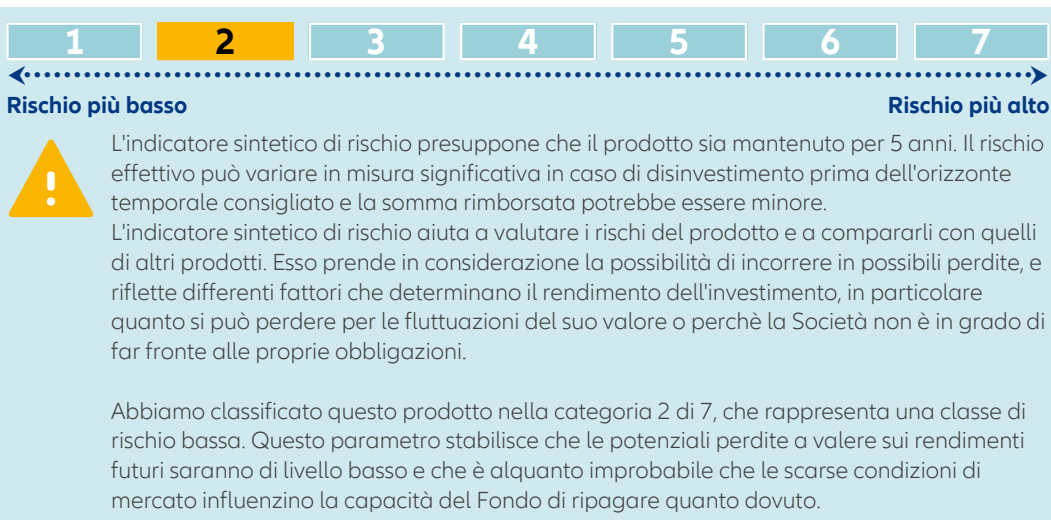 1 2 3 4 5 6 7
Rischio più basso Rischio più alto
L'indicatore sintetico di rischio presuppone che il prodotto sia mantenuto per 5 anni. Il rischio
effettivo può variare in misura significativa in caso di disinvestimento prima dell'orizzonte
temporale consigliato e la somma rimborsata potrebbe essere minore.
L'indicatore sintetico di rischio aiuta a valutare i rischi del prodotto e a compararli con quelli
di altri prodotti. Esso prende in considerazione la possibilità di incorrere in possibili perdite, e
riflette differenti fattori che determinano il rendimento dell'investimento, in particolare
quanto si può perdere per le fluttuazioni del suo valore o perchè la Società non è in grado di
far fronte alle proprie obbligazioni.
Abbiamo classificato questo prodotto nella categoria 2 di 7, che rappresenta una classe di
rischio bassa. Questo parametro stabilisce che le potenziali perdite a valere sui rendimenti
futuri saranno di livello basso e che è alquanto improbabile che le scarse condizioni di
mercato influenzino la capacità del Fondo di ripagare quanto dovuto.